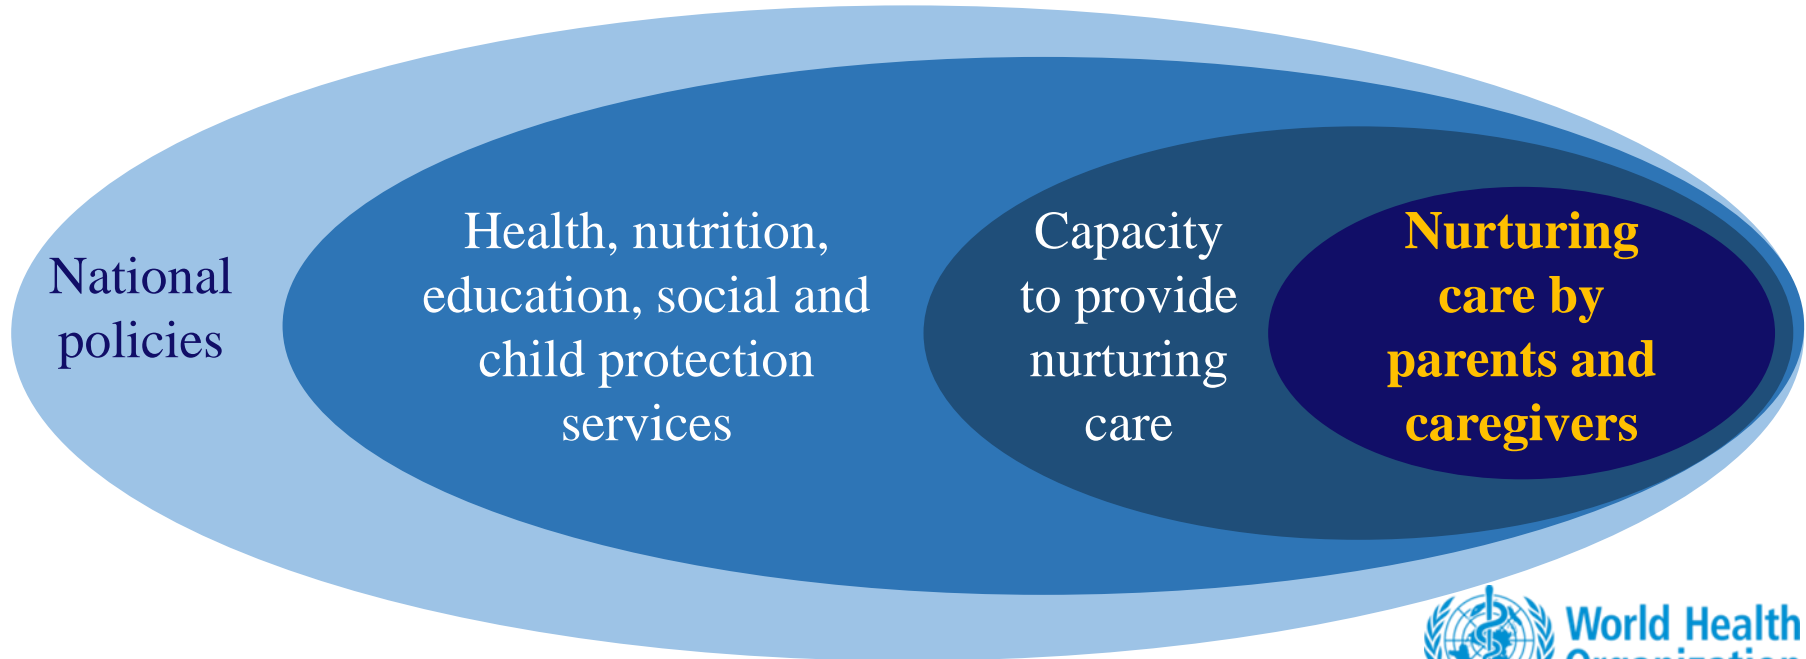 National
policies
Health, nutrition,
education, social and
child protection
services
Capacity
to provide
nurturing
care
Nurturing
care by
parents and
caregivers
World Health
Organization